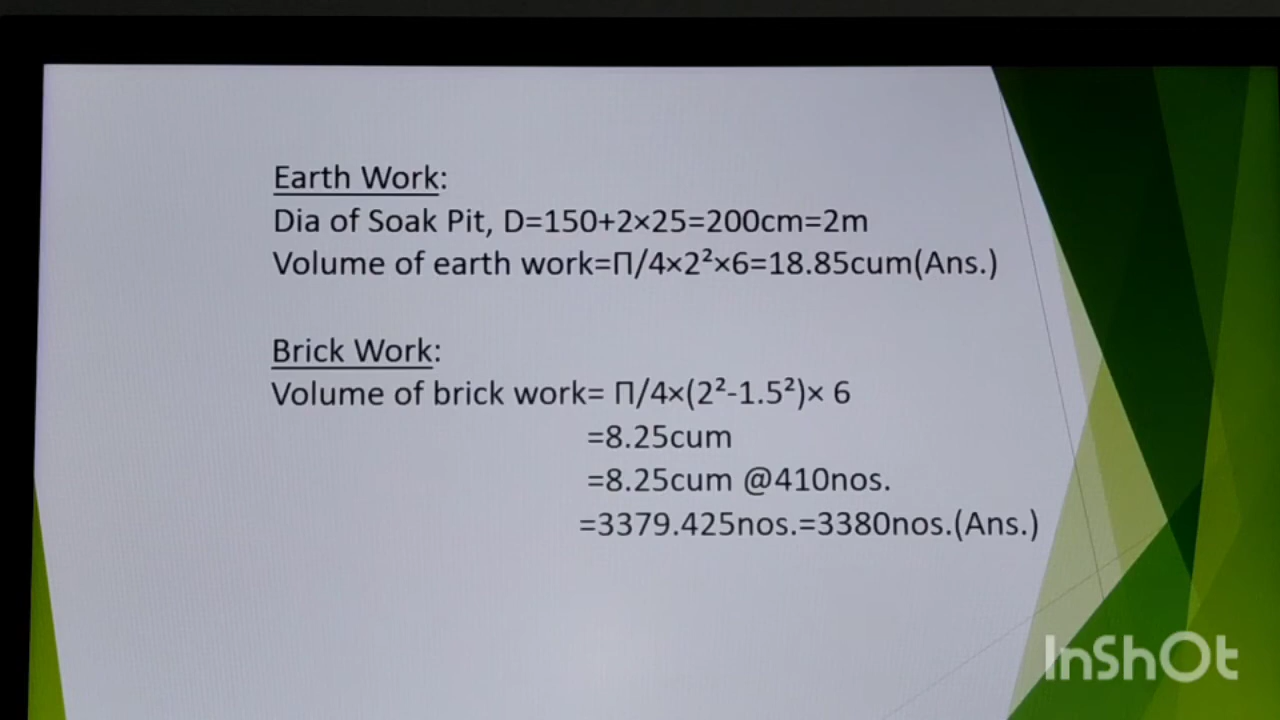 Earth Work:
Dia of Soak Pit, D=150+2×25=200cm=2m
Volume of earth work=Π/4×2²×6=18.85cum(Ans.)
Brick Work:
Volume of brick work= Π/4×(2²-1.5²)× 6
=8.25cum
=8.25cum @410nos.
=3379.425nos.=3380nos.(Ans.)
InShOt